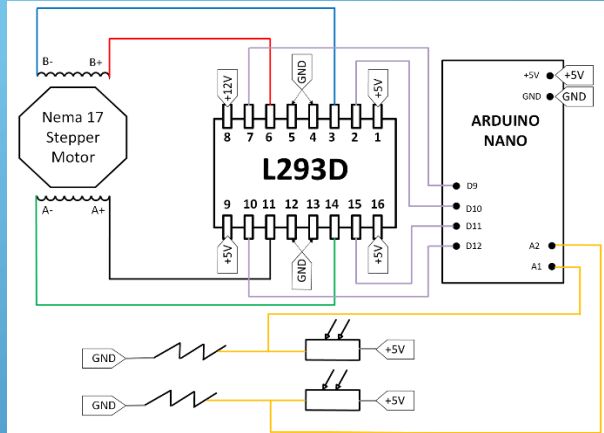 B- B+
Nema 17
Stepper
Motor
A- A+
+12V GND +5V
8 7 6 5 4 3 2 1
L293D
9 10 11 12 13 14 15 16
+5V GND +5V
+5V +5V
GND GND
ARDUINO
NANO
D9
D10
D11
D12
A2
A1
GND +5V
GND +5V